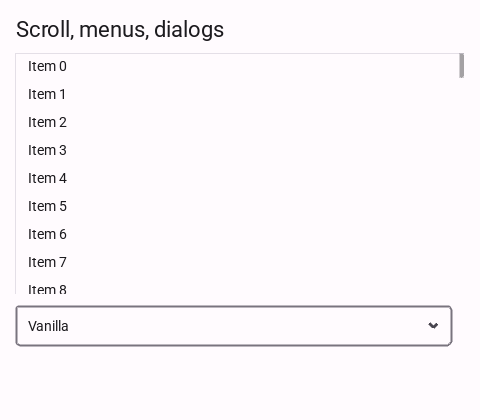 Scroll, menus, dialogs
Item 0
Item 1
Item 2
Item 3
Item 4
Item 5
Item 6
Item 7
Item 8
Vanilla